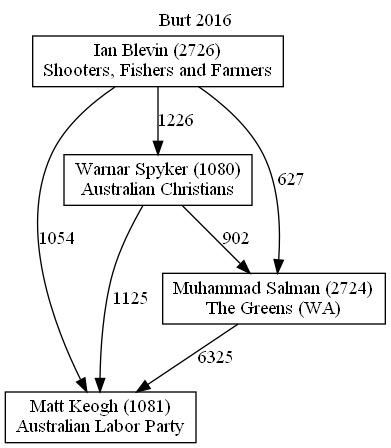 Burt 2016
Ian Blevin (2726)
Shooters, Fishers and Farmers
1226
627
Warnar Spyker (1080)
Australian Christians
1054
902
Muhammad Salman (2724)
The Greens (WA)
1125
6325
Matt Keogh (1081)
Australian Labor Party